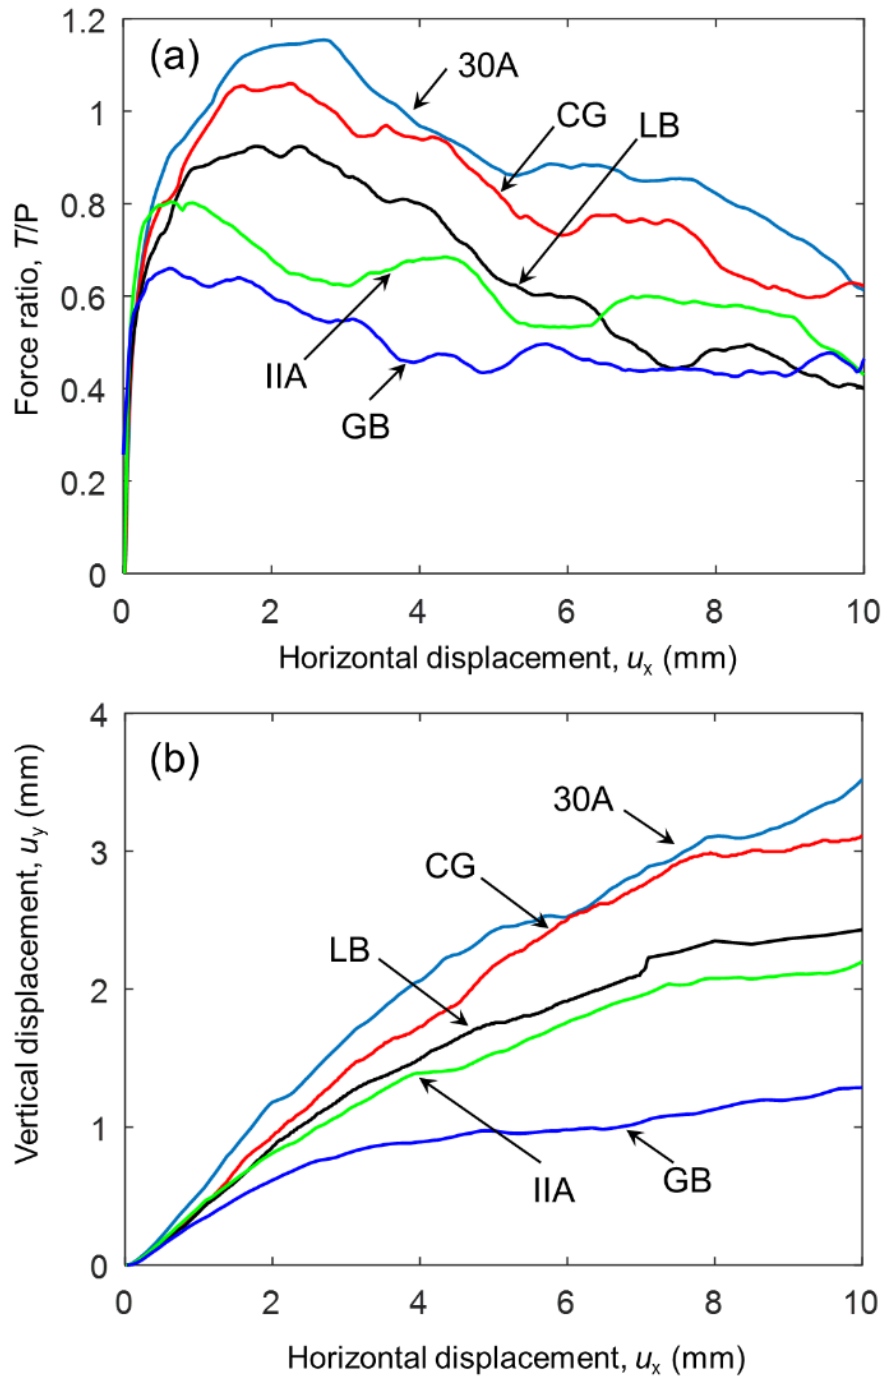 (a)
1.2
1
0.8
0.6
0.4
0.2
0
Force ratio, T/P
30A
CG
LB
IIA
GB
0 2 4 6 8 10
Horizontal displacement, uₓ (mm)
(b)
4
3
2
1
0
Vertical displacement, u_y (mm)
30A
CG
LB
IIA
GB
0 2 4 6 8 10
Horizontal displacement, uₓ (mm)